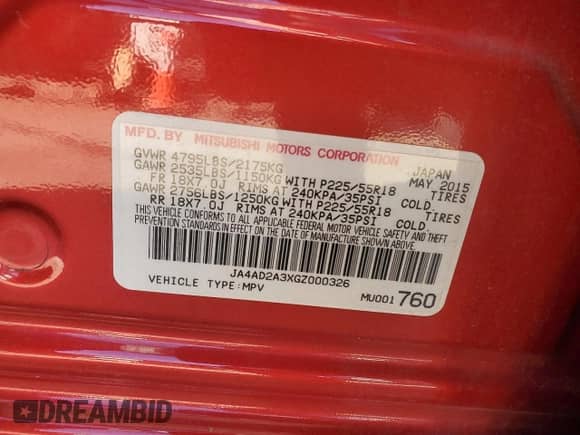 MFD. BY MITSUBISHI MOTORS CORPORATION JAPAN
GVWR 4795LBS/2175KG MAY 2015
GAWR 2535LBS/1150KG WITH P225/55R18 TIRES
FR 18X7.0J RIMS AT 240KPA/35PSI COLD.
GAWR 2756LBS/1250KG WITH P225/55R18 TIRES
RR 18X7.0J RIMS AT 240KPA/35PSI COLD.
THIS VEHICLE CONFORMS TO ALL APPLICABLE FEDERAL MOTOR VEHICLE SAFETY, BUMPER AND THEFT
PREVENTION STANDARDS IN EFFECT ON THE DATE OF MANUFACTURE SHOWN ABOVE.
JA4AD2A3XGZ000326
VEHICLE TYPE:MPV MU001 760
DREAMBID